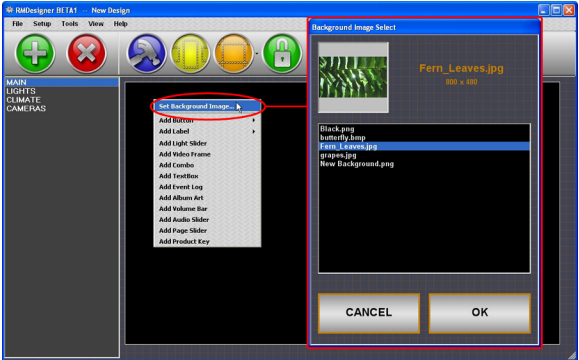 RMDesigner BETA1 -- New Design
File Setup Tools View Help
MAIN
LIGHTS
CLIMATE
CAMERAS
Set Background Image...
Add Button
Add Label
Add Light Slider
Add Video Frame
Add Combo
Add TextBox
Add Event Log
Add Album Art
Add Volume Bar
Add Audio Slider
Add Page Slider
Add Product Key
Background Image Select
Fern_Leaves.jpg
800 x 480
Black.png
butterfly.bmp
Fern_Leaves.jpg
grapes.jpg
New Background.png
CANCEL OK